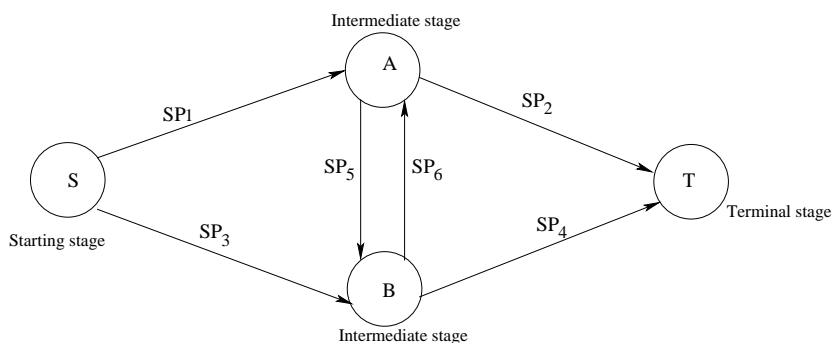 Intermediate stage
A
SP1
SP2
S
SP5
SP6
T
Starting stage
SP3
SP4
Terminal stage
B
Intermediate stage